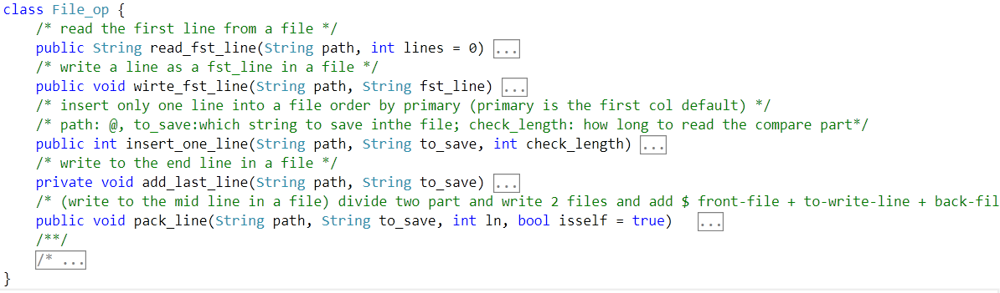 class File_op {
/* read the first line from a file */
public String read_fst_line(String path, int lines = 0) ...
/* write a line as a fst_line in a file */
public void wirte_fst_line(String path, String fst_line) ...
/* insert only one line into a file order by primary (primary is the first col default) */
/* path: @, to_save:which string to save inthe file; check_length: how long to read the compare part*/
public int insert_one_line(String path, String to_save, int check_length) ...
/* write to the end line in a file */
private void add_last_line(String path, String to_save) ...
/* (write to the mid line in a file) divide two part and write 2 files and add $ front-file + to-write-line + back-fil
public void pack_line(String path, String to_save, int ln, bool isself = true) ...
/**/
/* ...
}